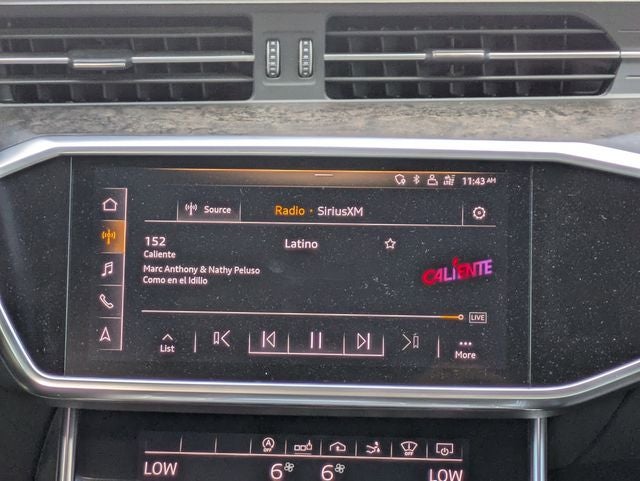 11:43 AM
Source
Radio · SiriusXM
152
Latino
Caliente
Marc Anthony & Nathy Peluso
Como en el Idilio
CALIENTE
LIVE
List
More
LOW
6
6
LOW